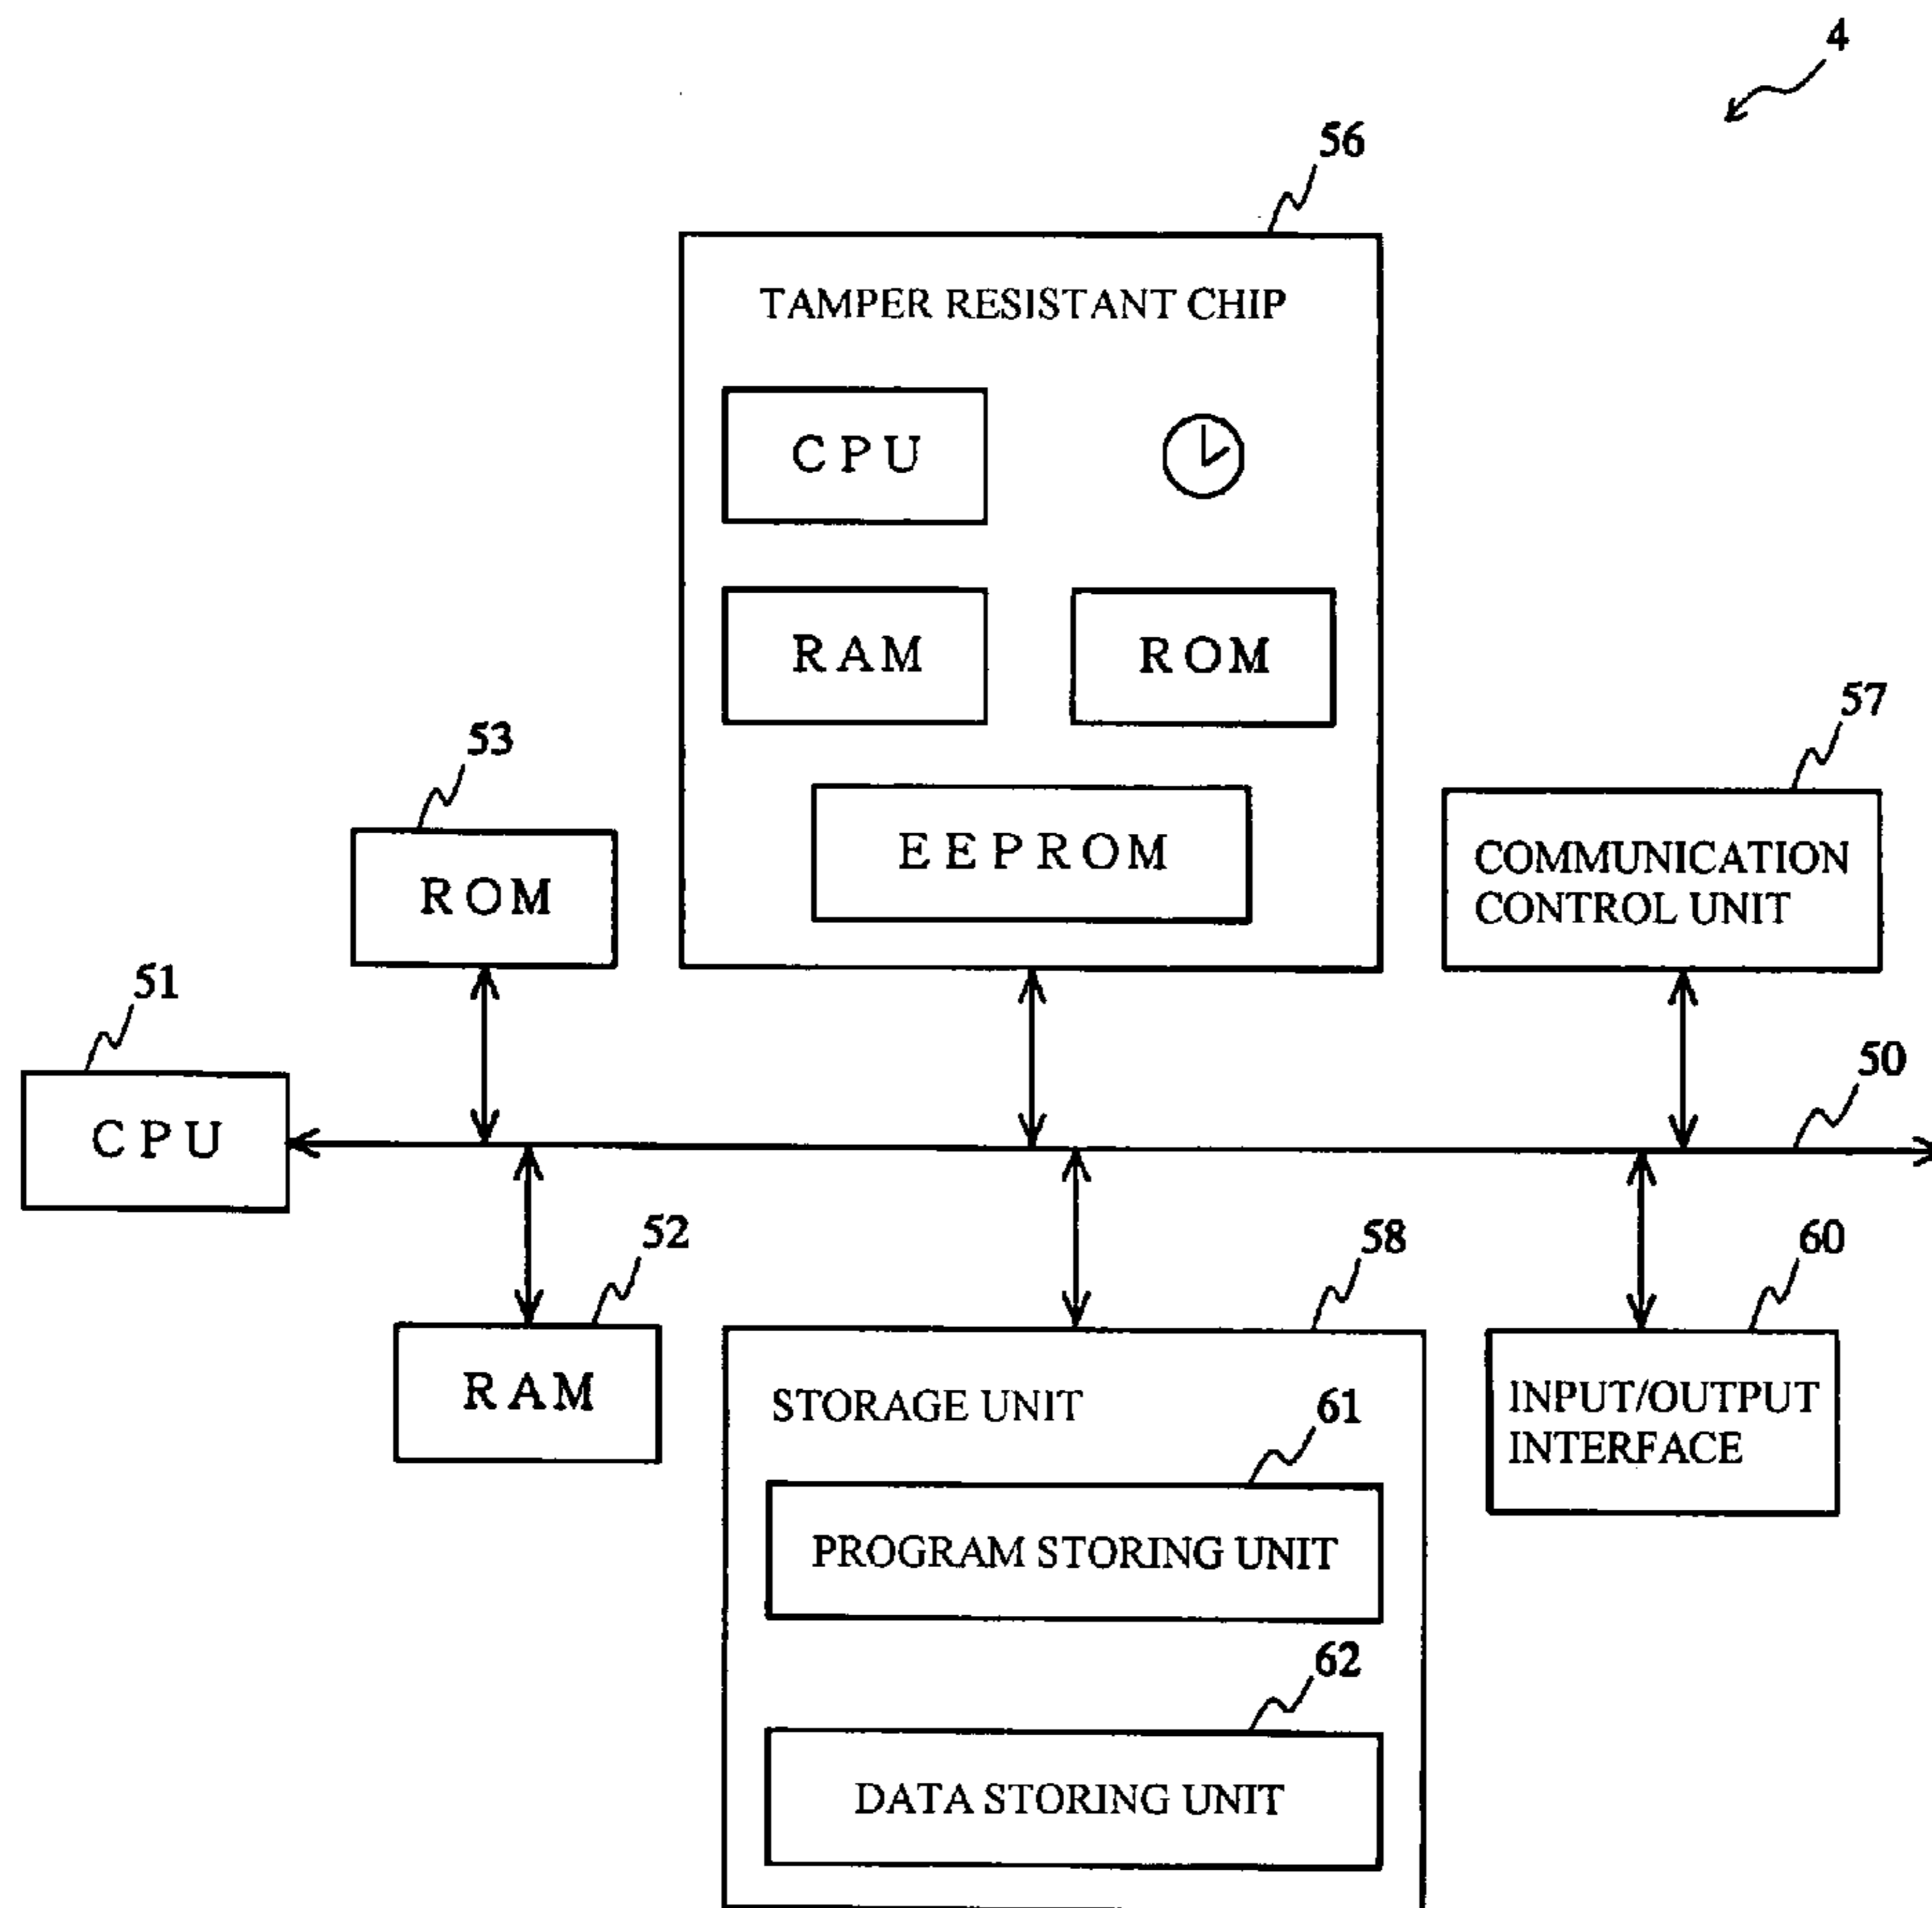 4
56
TAMPER RESISTANT CHIP
CPU
RAM
ROM
EEPROM
53
ROM
57
COMMUNICATION
CONTROL UNIT
51
CPU
50
52
RAM
58
STORAGE UNIT
61
PROGRAM STORING UNIT
62
DATA STORING UNIT
60
INPUT/OUTPUT
INTERFACE